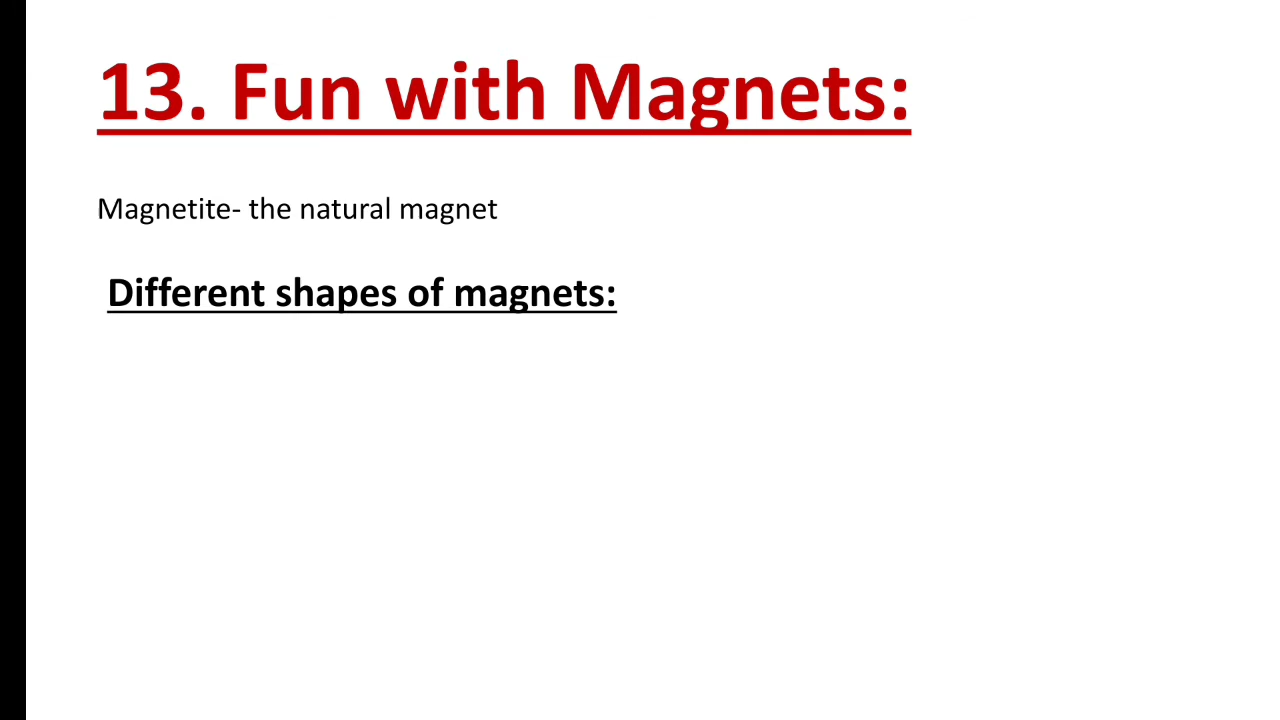 13. Fun with Magnets:
Magnetite- the natural magnet
Different shapes of magnets: